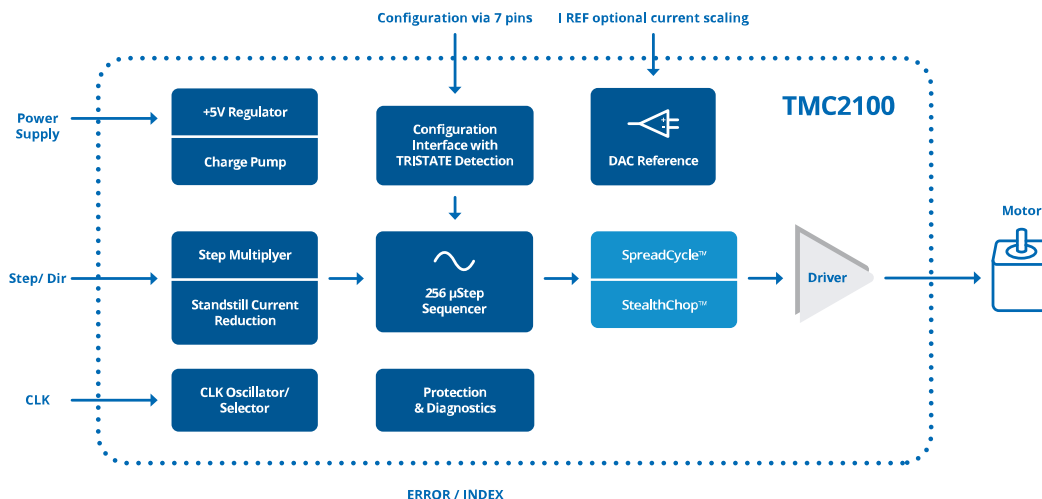 Configuration via 7 pins
I REF optional current scaling
TMC2100
Power
Supply
+5V Regulator
Charge Pump
Configuration
Interface with
TRISTATE Detection
DAC Reference
Motor
Step/ Dir
Step Multiplyer
Standstill Current
Reduction
256 µStep
Sequencer
SpreadCycle™
StealthChop™
Driver
CLK
CLK Oscillator/
Selector
Protection
& Diagnostics
ERROR / INDEX